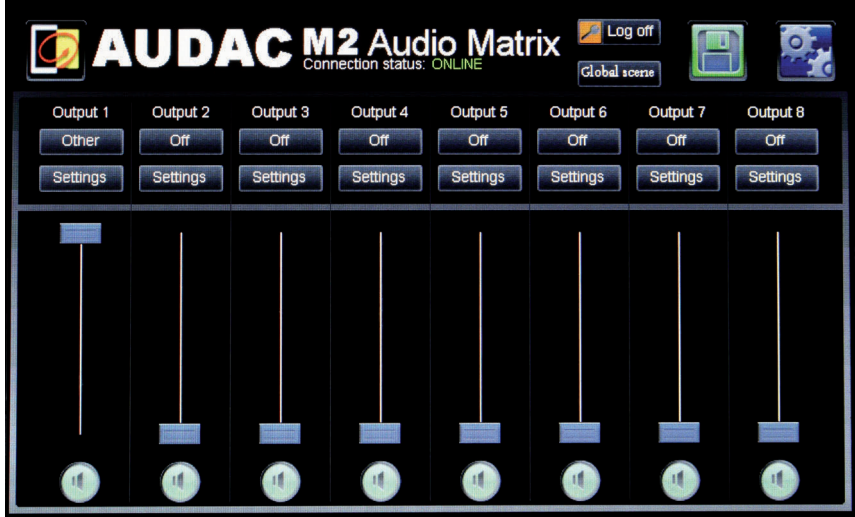 AUDAC M2 Audio Matrix
Connection status: ONLINE
Log off
Global scene
Output 1 Output 2 Output 3 Output 4 Output 5 Output 6 Output 7 Output 8
Other Off Off Off Off Off Off Off
Settings Settings Settings Settings Settings Settings Settings Settings